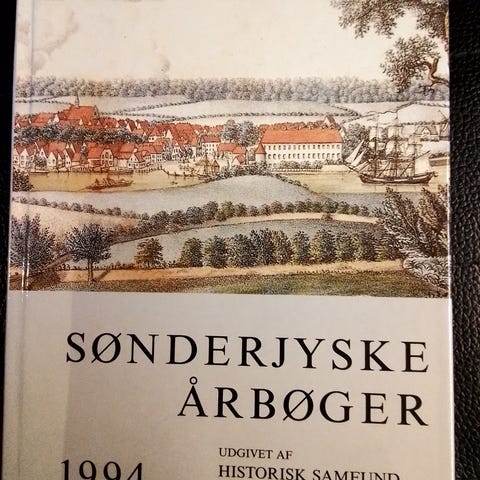 SØNDERJYSKE
ÅRBØGER
UDGIVET AF
1994
HISTORISK SAMFUND